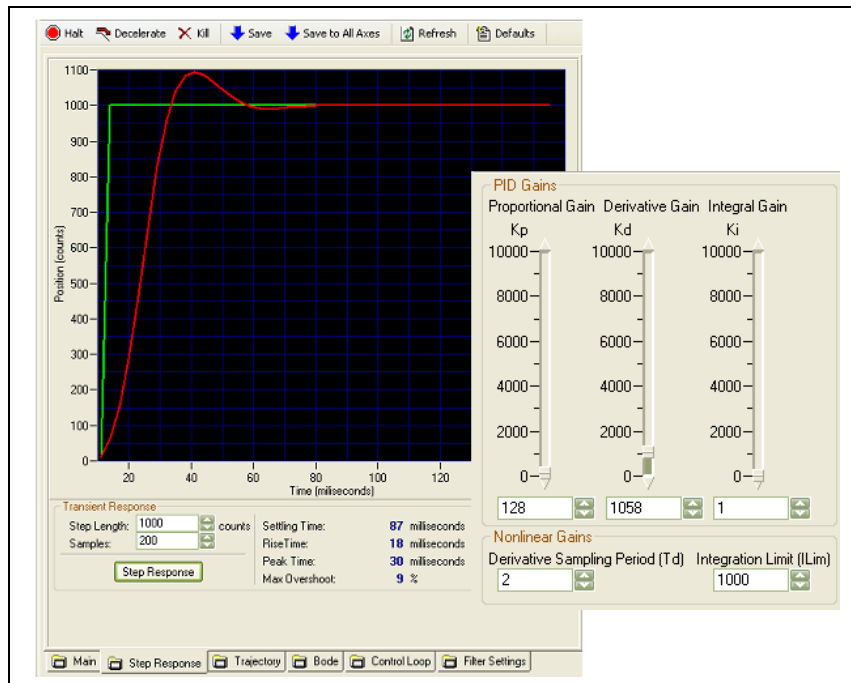 Halt Decelerate Kill Save Save to All Axes Refresh Defaults
1100
1000
900
800
700
600
500
400
300
200
100
0
Position (counts)
20 40 60 80 100 120
Time (miliseconds)
Transient Response
Step Length: 1000 counts
Samples: 200
Step Response
Settling Time: 87 milliseconds
RiseTime: 18 milliseconds
Peak Time: 30 milliseconds
Max Overshoot: 9 %
Main Step Response Trajectory Bode Control Loop Filter Settings
PID Gains
Proportional Gain Derivative Gain Integral Gain
Kp Kd Ki
10000 10000 10000
8000 8000 8000
6000 6000 6000
4000 4000 4000
2000 2000 2000
0 0 0
128 1058 1
Nonlinear Gains
Derivative Sampling Period (Td) Integration Limit (ILim)
2 1000